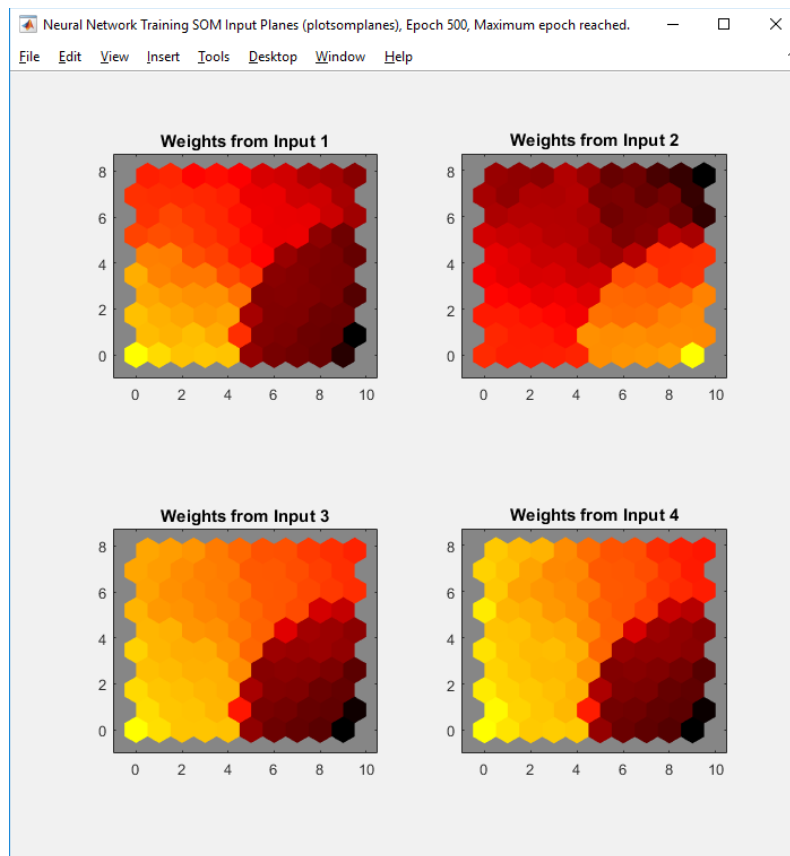 Neural Network Training SOM Input Planes (plotsomplanes), Epoch 500, Maximum epoch reached.
File Edit View Insert Tools Desktop Window Help
Weights from Input 1
8
6
4
2
0
0 2 4 6 8 10
Weights from Input 2
8
6
4
2
0
0 2 4 6 8 10
Weights from Input 3
8
6
4
2
0
0 2 4 6 8 10
Weights from Input 4
8
6
4
2
0
0 2 4 6 8 10